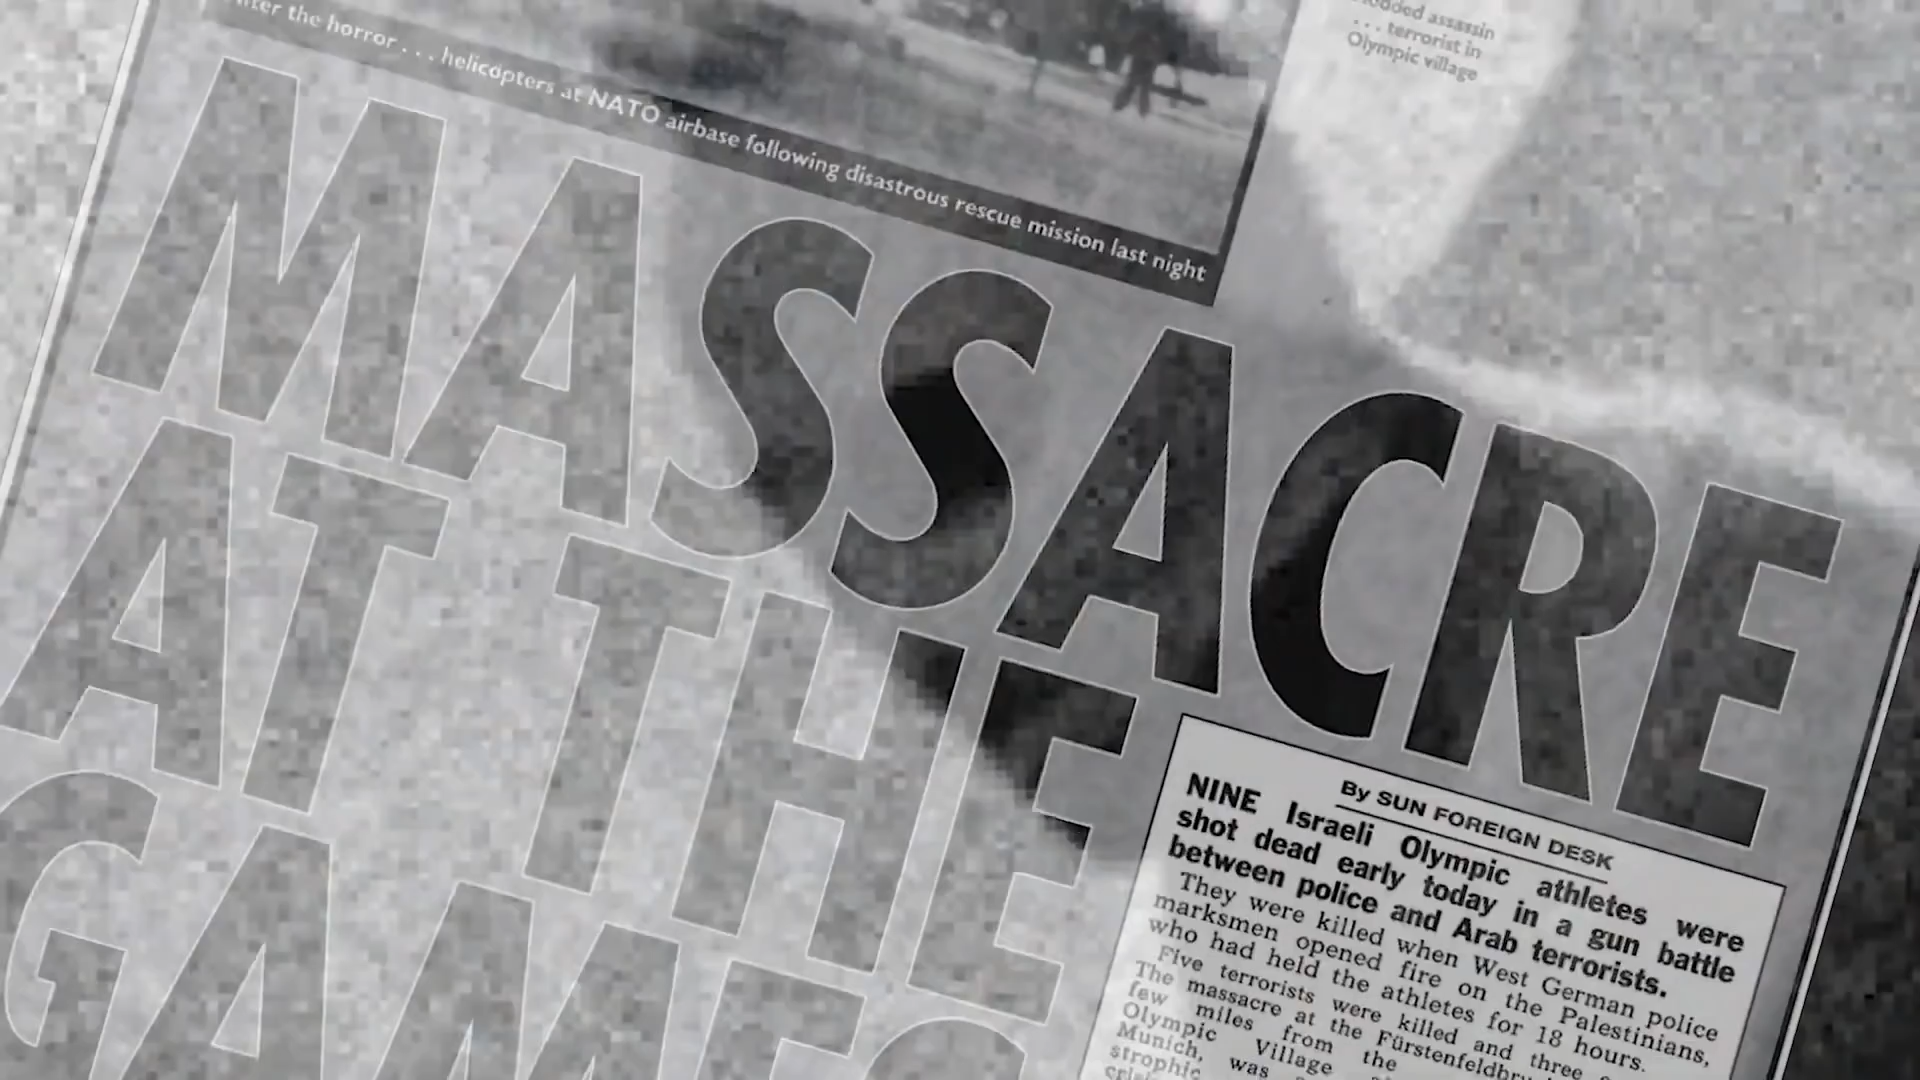 after the horror . . . helicopters at NATO airbase following disastrous rescue mission last night
assassin
. . . terrorist in
Olympic village
MASSACRE
AT THE
GAMES
By SUN FOREIGN DESK
NINE Israeli Olympic athletes were
shot dead early today in a gun battle
between police and Arab terrorists.
They were killed when West German police
marksmen opened fire on the Palestinians,
who had held the athletes for 18 hours.
Five terrorists were killed and three
The massacre at the
few miles from the
Olympic Village
Munich, was
strophic